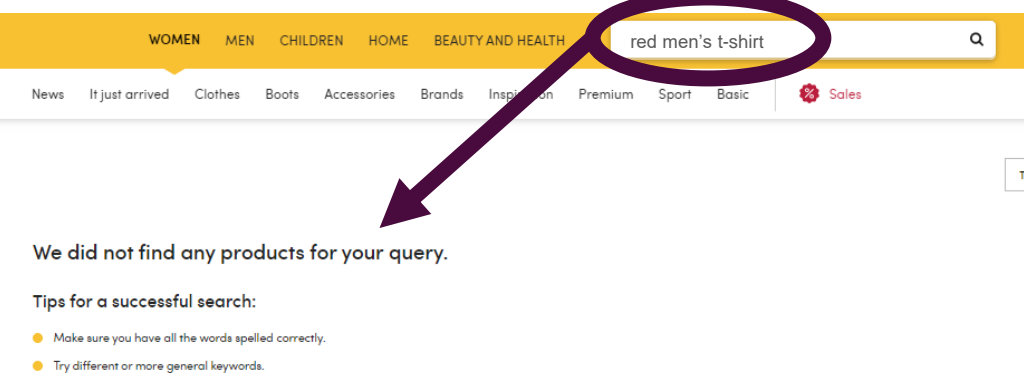 WOMEN MEN CHILDREN HOME BEAUTY AND HEALTH red men's t-shirt
News It just arrived Clothes Boots Accessories Brands Premium Sport Basic % Sales
T
We did not find any products for your query.
Tips for a successful search:
Make sure you have all the words spelled correctly.
Try different or more general keywords.